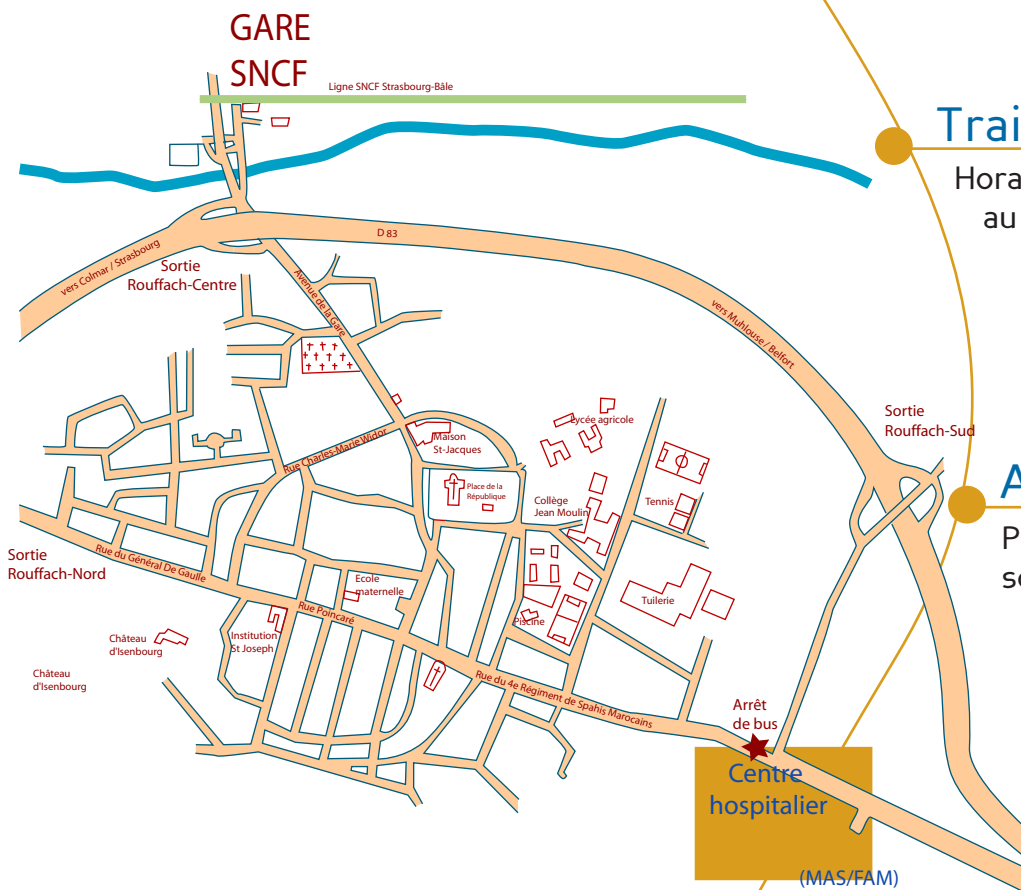 GARE
SNCF
Ligne SNCF Strasbourg-Bâle
Trai
Hora
au
D 83
vers Colmar / Strasbourg
Sortie
Rouffach-Centre
Avenue de la Gare
vers Muhlouse / Belfort
Sortie
Rouffach-Sud
Lycée agricole
Maison
St-Jacques
Rue Charles-Marie Widor
Place de la
République
Collège
Jean Moulin
Tennis
A
P
se
Sortie
Rouffach-Nord
Rue du Général De Gaulle
Ecole
maternelle
Rue Poincaré
Tuilerie
Piscine
Institution
St Joseph
Château
d'Isenbourg
Château
d'Isenbourg
Rue du 4e Régiment de Spahis Marocains
Arrêt
de bus
Centre
hospitalier
(MAS/FAM)